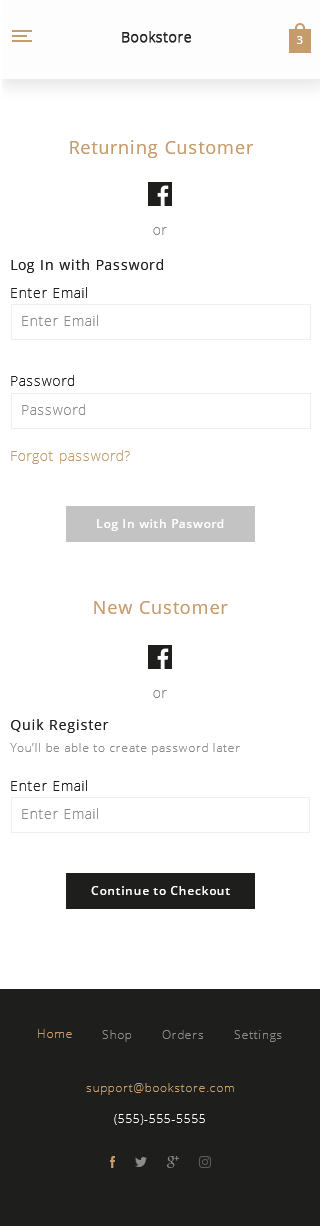 Bookstore
3
Returning Customer
or
Log In with Password
Enter Email
Enter Email
Password
Password
Forgot password?
Log In with Pasword
New Customer
or
Quik Register
You'll be able to create password later
Enter Email
Enter Email
Continue to Checkout
Home Shop Orders Settings
support@bookstore.com
(555)-555-5555